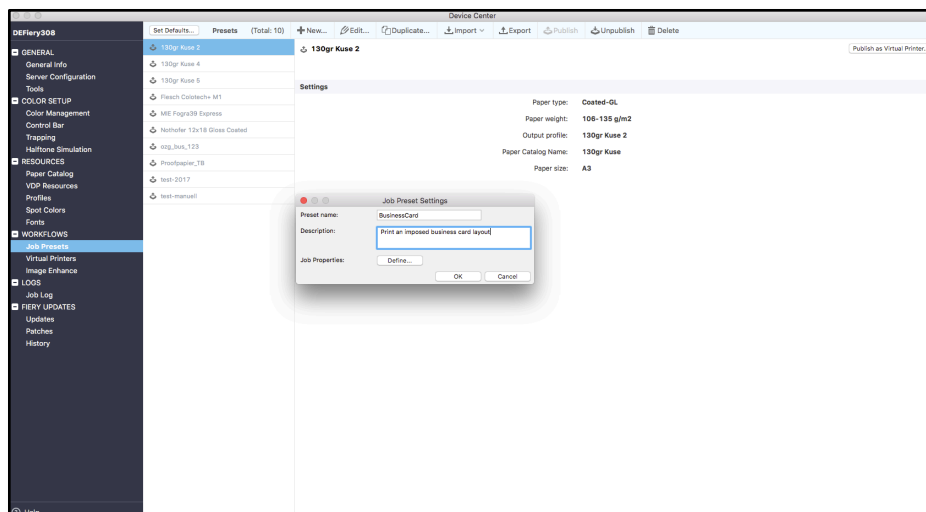 Device Center
DEFiery308
Set Defaults... Presets (Total: 10)
New... Edit... Duplicate... Import Export Publish Unpublish Delete
GENERAL
General Info
Server Configuration
Tools
COLOR SETUP
Color Management
Control Bar
Trapping
Halftone Simulation
RESOURCES
Paper Catalog
VDP Resources
Profiles
Spot Colors
Fonts
WORKFLOWS
Job Presets
Virtual Printers
Image Enhance
LOGS
Job Log
FIERY UPDATES
Updates
Patches
History
Help
130gr Kuse 2
130gr Kuse 4
130gr Kuse 5
Flesch Colotech+ M1
MIE Fogra39 Express
Nothofer 12x18 Gloss Coated
ozg_bus_123
Proofpapier_TB
test-2017
test-manuell
130gr Kuse 2
Publish as Virtual Printer.
Settings
Paper type: Coated-GL
Paper weight: 106-135 g/m2
Output profile: 130gr Kuse 2
Paper Catalog Name: 130gr Kuse
Paper size: A3
Job Preset Settings
Preset name: BusinessCard
Description: Print an imposed business card layout
Job Properties: Define...
OK Cancel